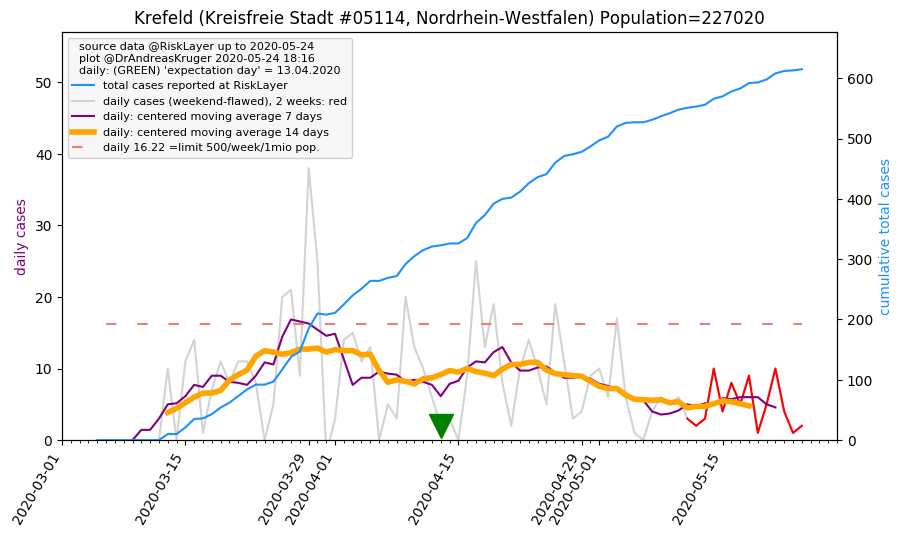 Krefeld (Kreisfreie Stadt #05114, Nordrhein-Westfalen) Population=227020
source data @RiskLayer up to 2020-05-24
plot @DrAndreasKruger 2020-05-24 18:16
daily: (GREEN) 'expectation day' = 13.04.2020
total cases reported at RiskLayer
daily cases (weekend-flawed), 2 weeks: red
daily: centered moving average 7 days
daily: centered moving average 14 days
daily 16.22 =limit 500/week/1mio pop.
daily cases
50
40
30
20
10
0
cumulative total cases
600
500
400
300
200
100
0
2020-03-01
2020-03-15
2020-03-29
2020-04-01
2020-04-15
2020-04-29
2020-05-01
2020-05-15